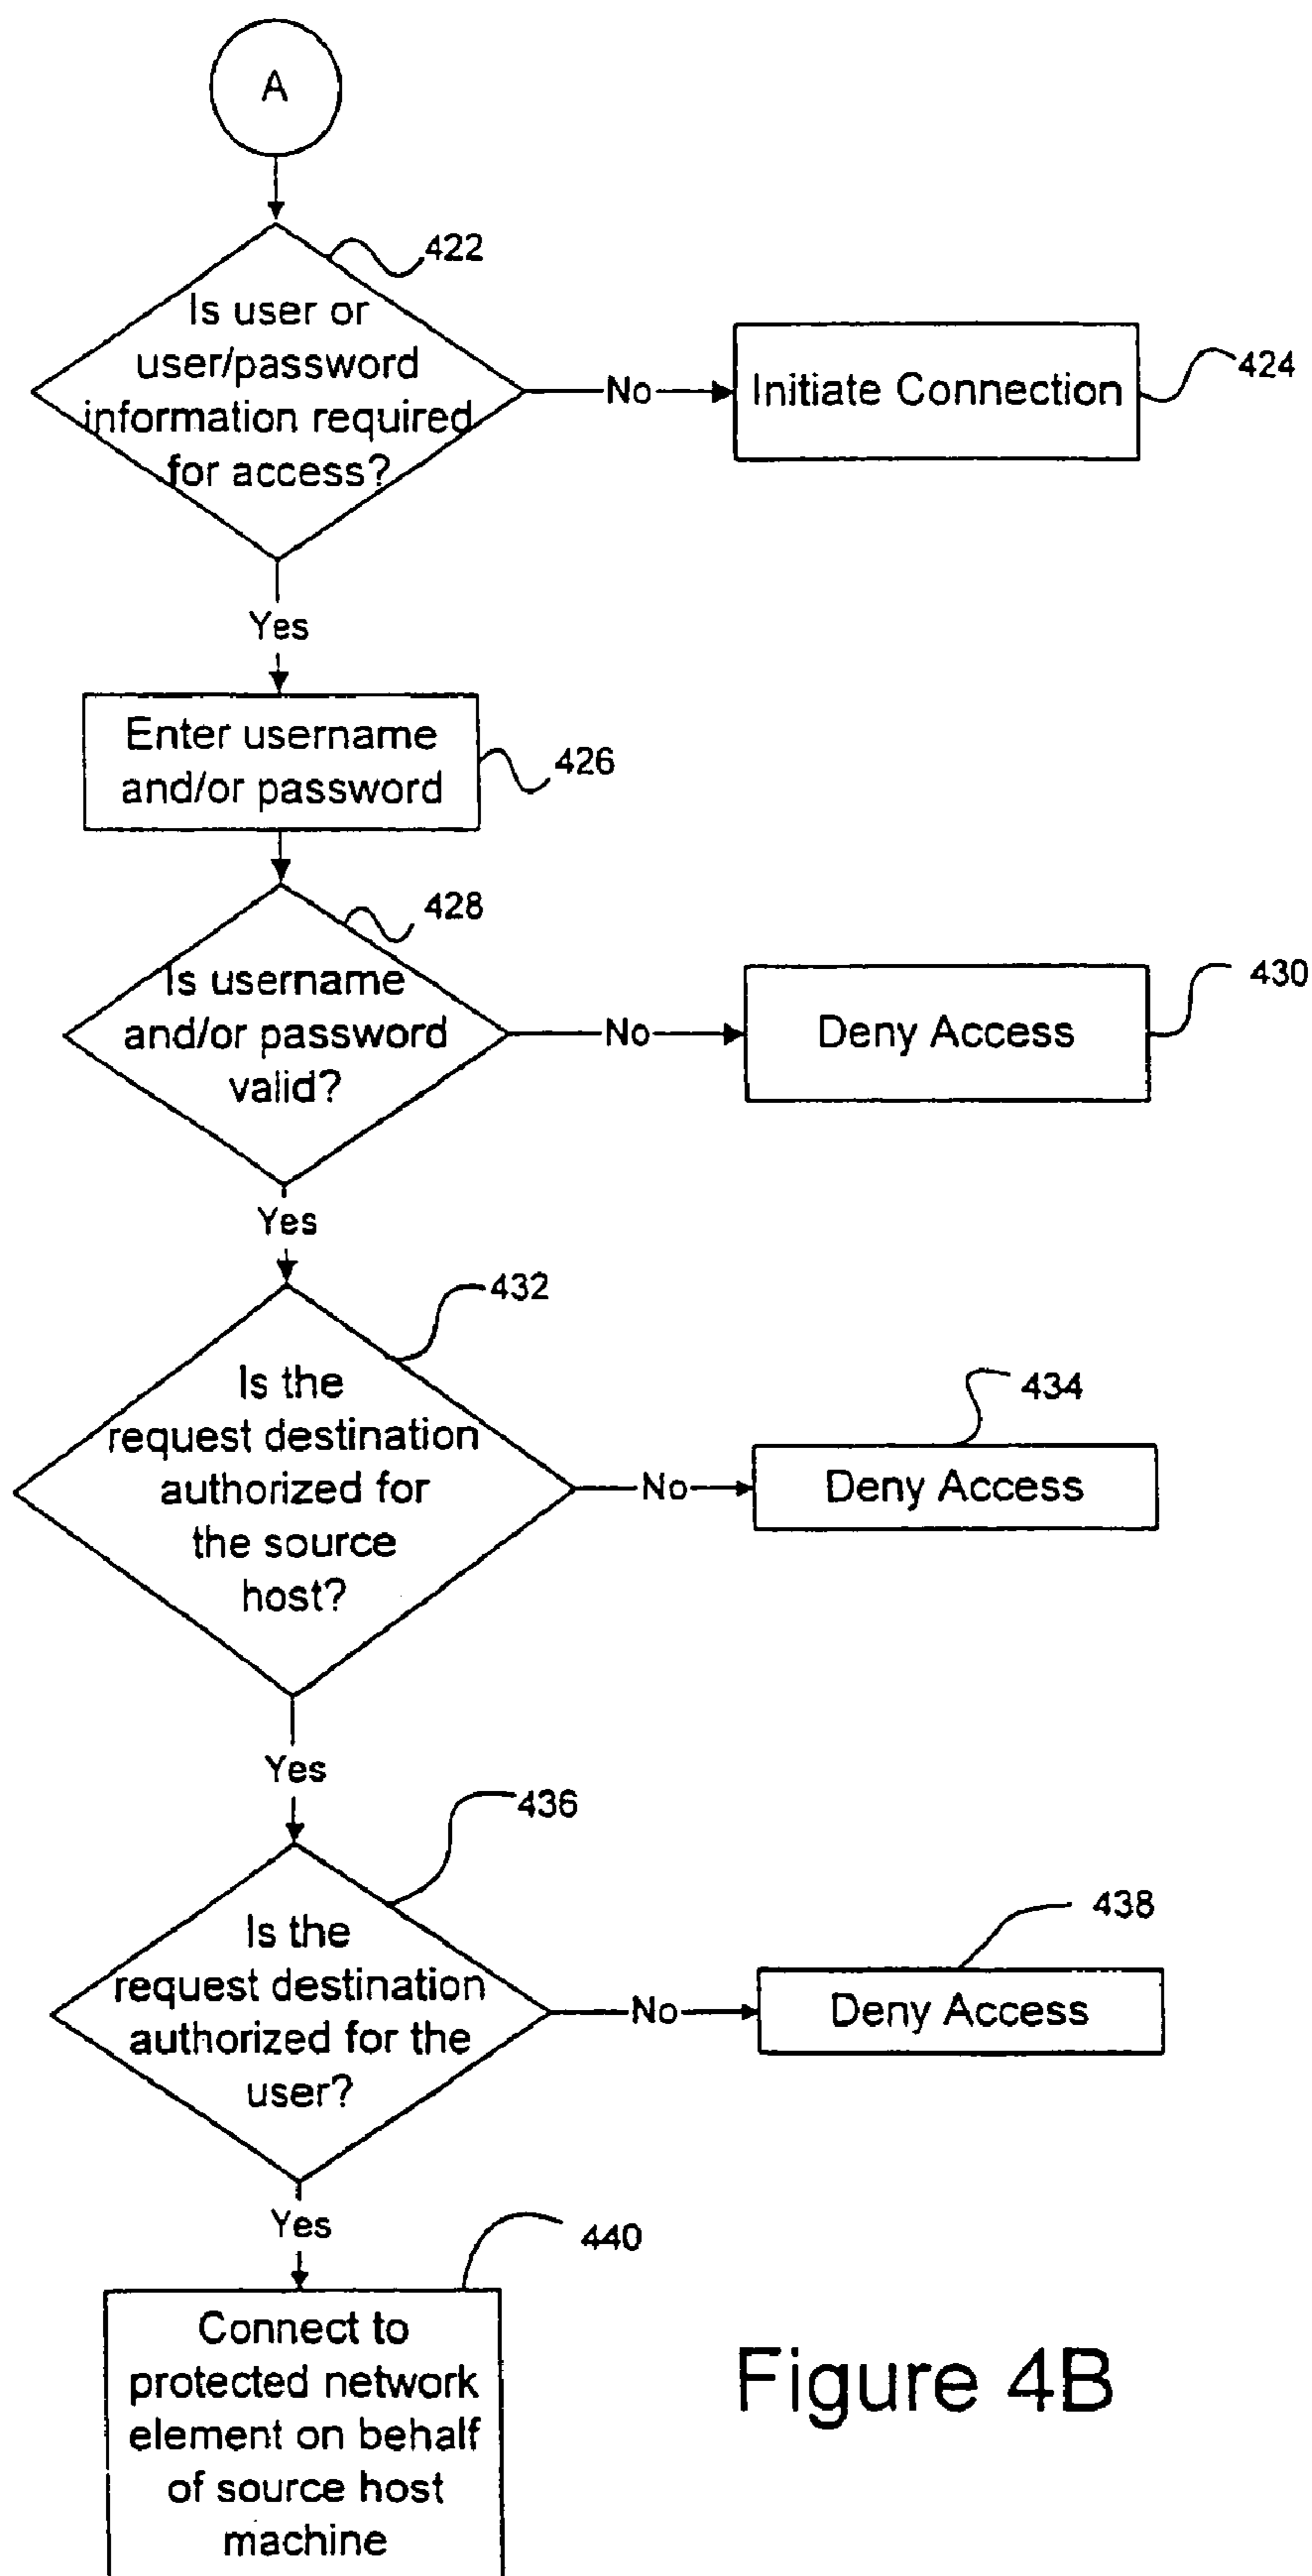 A
422
Is user or
user/password
information required
for access?
No
Initiate Connection
424
Yes
Enter username
and/or password
426
428
Is username
and/or password
valid?
No
Deny Access
430
Yes
432
Is the
request destination
authorized for
the source
host?
No
Deny Access
434
Yes
436
Is the
request destination
authorized for the
user?
No
Deny Access
438
Yes
440
Connect to
protected network
element on behalf
of source host
machine
Figure 4B